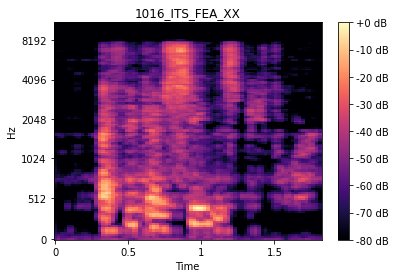 1016_ITS_FEA_XX
+0 dB
8192
-10 dB
4096
-20 dB
-30 dB
2048
Hz
-40 dB
1024
-50 dB
512
-60 dB
-70 dB
0
-80 dB
0
0.5
1
1.5
Time